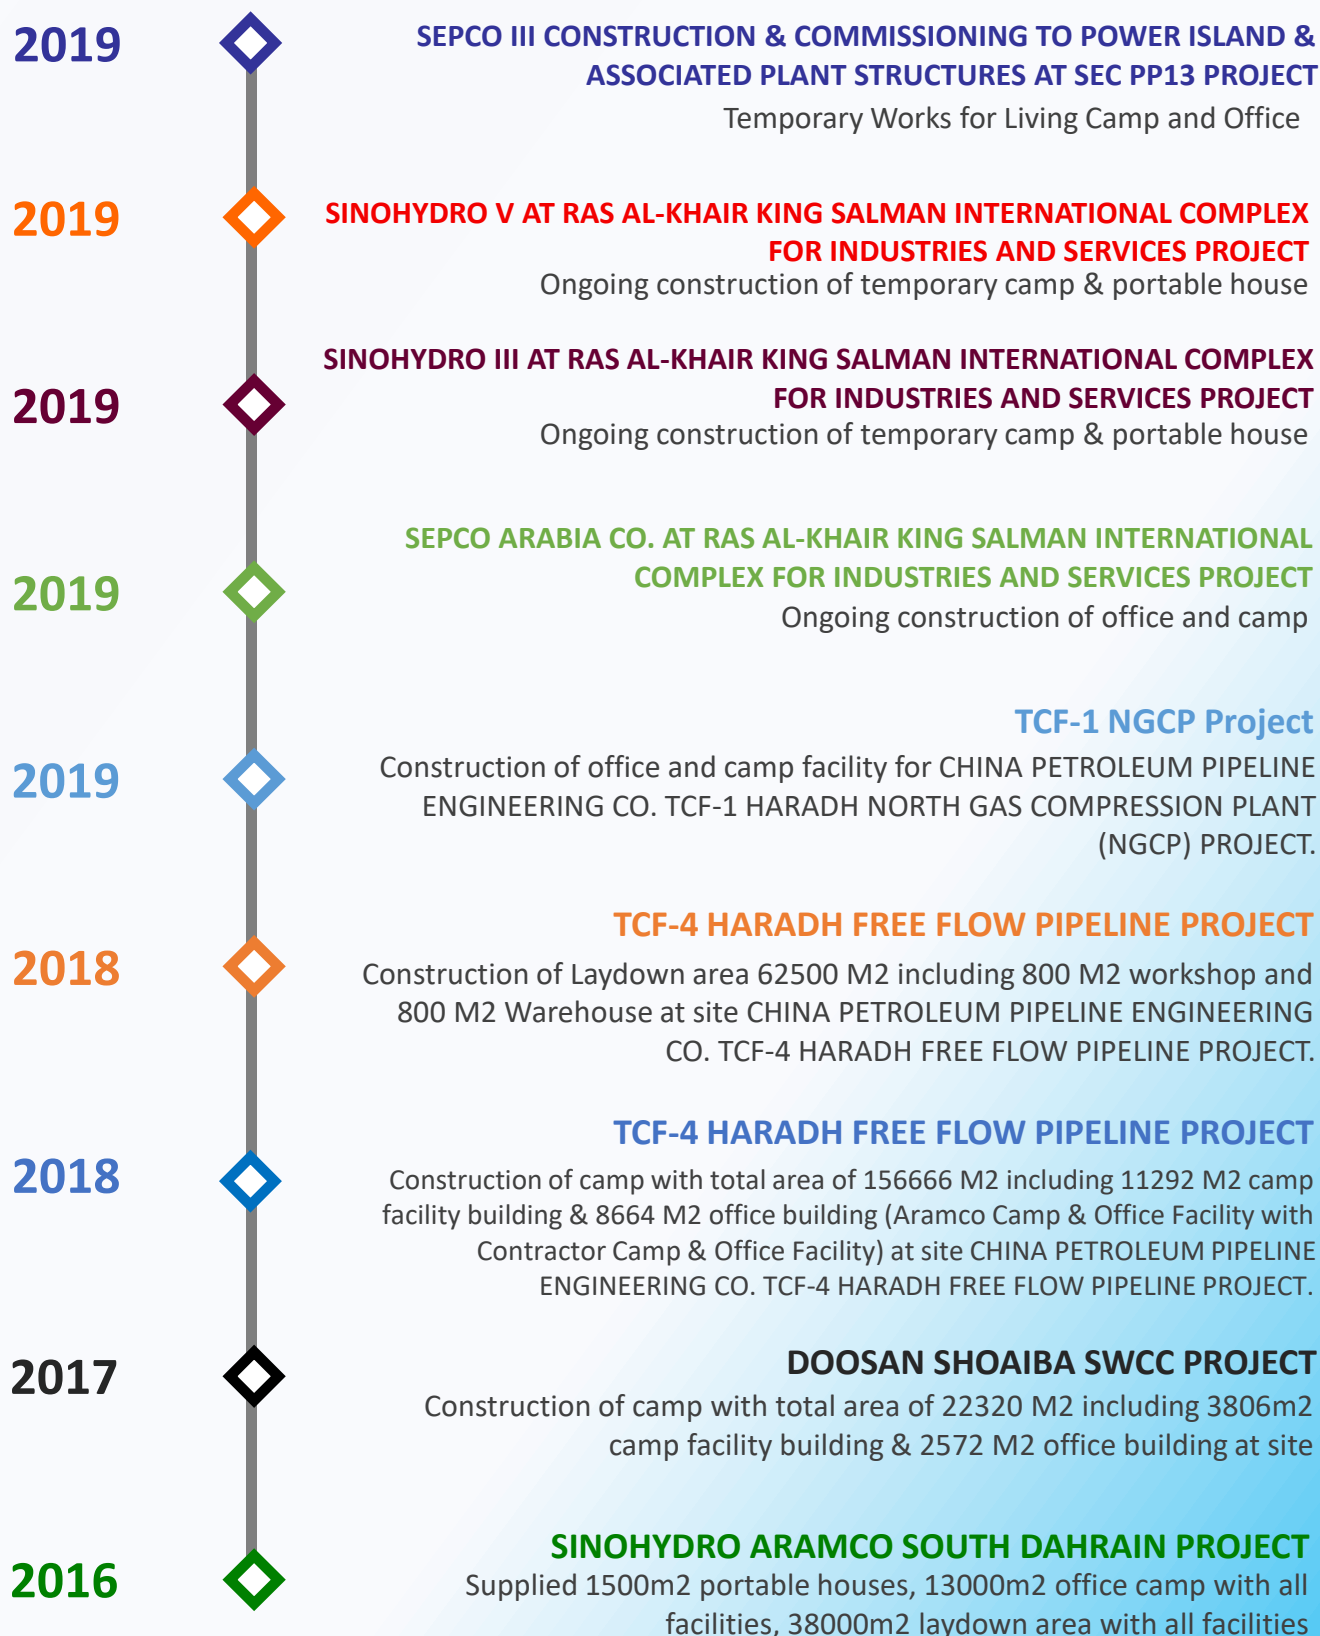 2019
SEPCO III CONSTRUCTION & COMMISSIONING TO POWER ISLAND &
ASSOCIATED PLANT STRUCTURES AT SEC PP13 PROJECT
Temporary Works for Living Camp and Office
2019
SINOHYDRO V AT RAS AL-KHAIR KING SALMAN INTERNATIONAL COMPLEX
FOR INDUSTRIES AND SERVICES PROJECT
Ongoing construction of temporary camp & portable house
2019
SINOHYDRO III AT RAS AL-KHAIR KING SALMAN INTERNATIONAL COMPLEX
FOR INDUSTRIES AND SERVICES PROJECT
Ongoing construction of temporary camp & portable house
2019
SEPCO ARABIA CO. AT RAS AL-KHAIR KING SALMAN INTERNATIONAL
COMPLEX FOR INDUSTRIES AND SERVICES PROJECT
Ongoing construction of office and camp
2019
TCF-1 NGCP Project
Construction of office and camp facility for CHINA PETROLEUM PIPELINE
ENGINEERING CO. TCF-1 HARADH NORTH GAS COMPRESSION PLANT
(NGCP) PROJECT.
2018
TCF-4 HARADH FREE FLOW PIPELINE PROJECT
Construction of Laydown area 62500 M2 including 800 M2 workshop and
800 M2 Warehouse at site CHINA PETROLEUM PIPELINE ENGINEERING
CO. TCF-4 HARADH FREE FLOW PIPELINE PROJECT.
2018
TCF-4 HARADH FREE FLOW PIPELINE PROJECT
Construction of camp with total area of 156666 M2 including 11292 M2 camp
facility building & 8664 M2 office building (Aramco Camp & Office Facility with
Contractor Camp & Office Facility) at site CHINA PETROLEUM PIPELINE
ENGINEERING CO. TCF-4 HARADH FREE FLOW PIPELINE PROJECT.
2017
DOOSAN SHOAIBA SWCC PROJECT
Construction of camp with total area of 22320 M2 including 3806m2
camp facility building & 2572 M2 office building at site
2016
SINOHYDRO ARAMCO SOUTH DAHRAIN PROJECT
Supplied 1500m2 portable houses, 13000m2 office camp with all
facilities, 38000m2 laydown area with all facilities